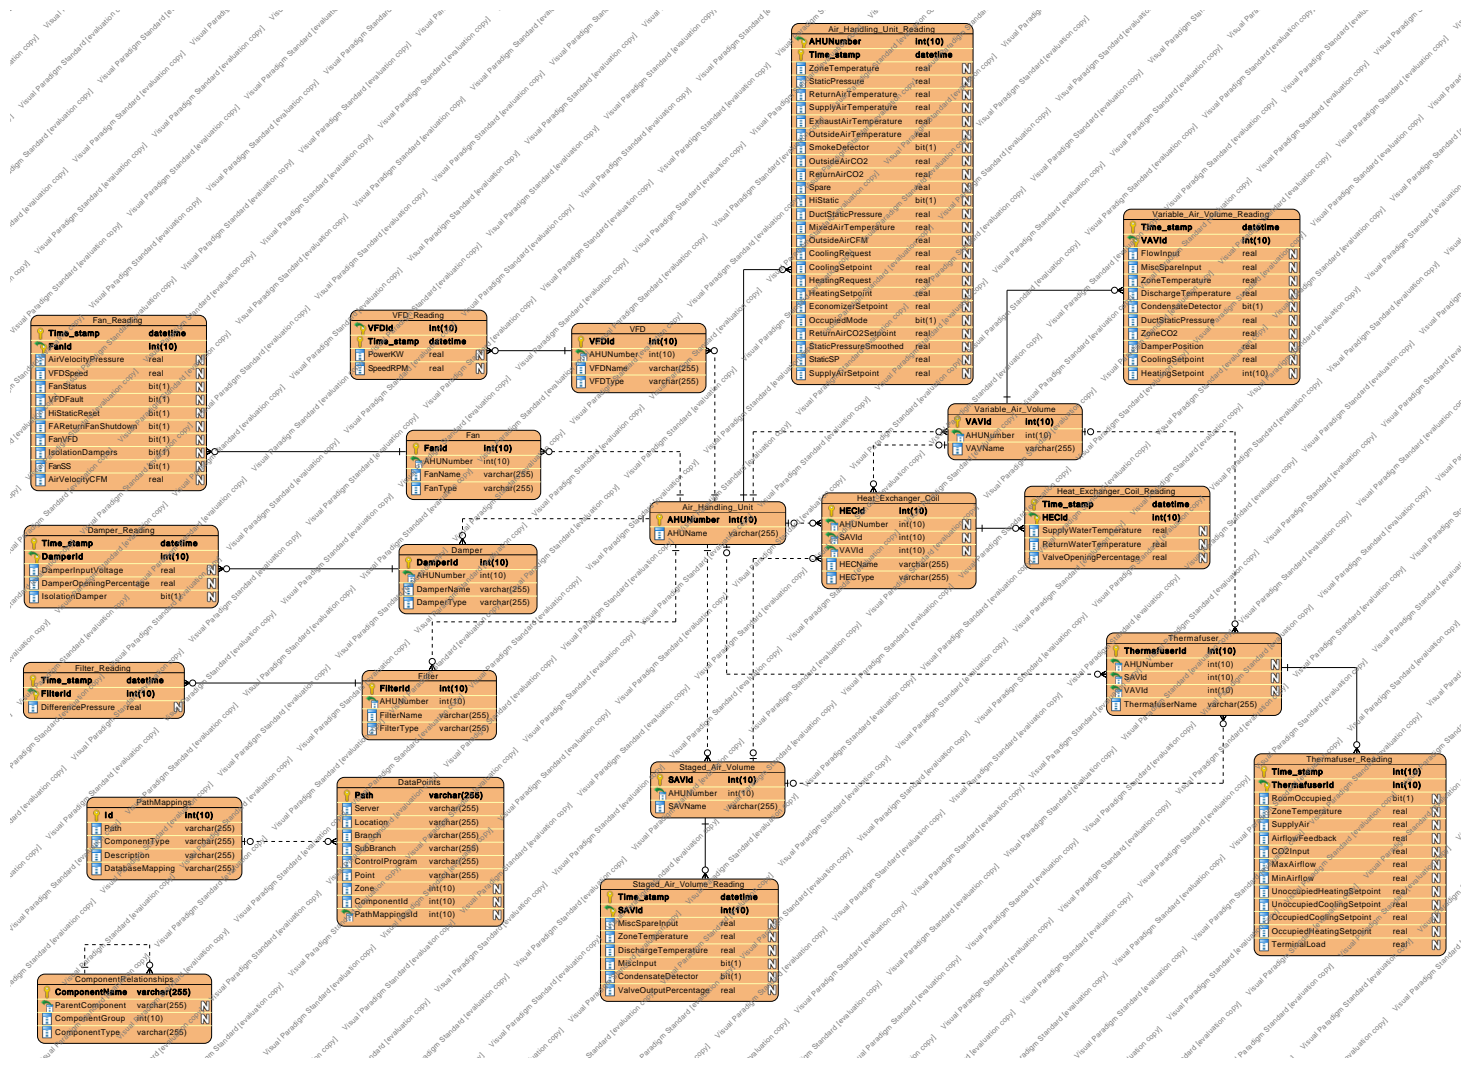 Air_Handling_Unit_Reading
AHUNumber int(10)
Time_stamp datetime
ZoneTemperature real N
StaticPressure real N
ReturnAirTemperature real N
SupplyAirTemperature real N
ExhaustAirTemperature real N
OutsideAirTemperature real N
SmokeDetector bit(1) N
OutsideAirCO2 real N
ReturnAirCO2 real N
Spare real N
HiStatic bit(1) N
DuctStaticPressure real N
MixedAirTemperature real N
OutsideAirCFM real N
CoolingRequest real N
CoolingSetpoint real N
HeatingRequest real N
HeatingSetpoint real N
EconomizerSetpoint real N
OccupiedMode bit(1) N
ReturnAirCO2Setpoint real N
StaticPressureSmoothed real N
StaticSP real N
SupplyAirSetpoint real N
Variable_Air_Volume_Reading
Time_stamp datetime
VAVId int(10)
FlowInput real N
MiscSpareInput real N
ZoneTemperature real N
DischargeTemperature real N
CondensateDetector bit(1) N
DuctStaticPressure real N
ZoneCO2 real N
DamperPosition real N
CoolingSetpoint real N
HeatingSetpoint int(10) N
Fan_Reading
Time_stamp datetime
FanId int(10)
AirVelocityPressure real N
VFDSpeed real N
FanStatus bit(1) N
VFDFault bit(1) N
HiStaticReset bit(1) N
FAReturnFanShutdown bit(1) N
FanVFD bit(1) N
IsolationDampers bit(1) N
FanSS bit(1) N
AirVelocityCFM real N
VFD_Reading
VFDId int(10)
Time_stamp datetime
PowerKW real N
SpeedRPM real N
VFD
VFDId int(10)
AHUNumber int(10)
VFDName varchar(255)
VFDType varchar(255)
Fan
FanId int(10)
AHUNumber int(10)
FanName varchar(255)
FanType varchar(255)
Variable_Air_Volume
VAVId int(10)
AHUNumber int(10)
VAVName varchar(255)
Air_Handling_Unit
AHUNumber int(10)
AHUName varchar(255)
Heat_Exchanger_Coil
HECId int(10)
AHUNumber int(10) N
SAVId int(10) N
VAVId int(10) N
HECName varchar(255)
HECType varchar(255)
Heat_Exchanger_Coil_Reading
Time_stamp datetime
HECId int(10)
SupplyWaterTemperature real N
ReturnWaterTemperature real N
ValveOpeningPercentage real N
Damper_Reading
Time_stamp datetime
DamperId int(10)
DamperInputVoltage real N
DamperOpeningPercentage real N
IsolationDamper bit(1) N
Damper
DamperId int(10)
AHUNumber int(10)
DamperName varchar(255)
DamperType varchar(255)
Filter_Reading
Time_stamp datetime
FilterId int(10)
DifferencePressure real N
Filter
FilterId int(10)
AHUNumber int(10)
FilterName varchar(255)
FilterType varchar(255)
Thermafuser
ThermafuserId int(10)
AHUNumber int(10) N
SAVId int(10) N
VAVId int(10) N
ThermafuserName varchar(255)
Staged_Air_Volume
SAVId int(10)
AHUNumber int(10)
SAVName varchar(255)
Thermafuser_Reading
Time_stamp int(10)
ThermafuserId int(10)
RoomOccupied bit(1) N
ZoneTemperature real N
SupplyAir real N
AirflowFeedback real N
CO2Input real N
MaxAirflow real N
MinAirflow real N
UnoccupiedHeatingSetpoint real N
UnoccupiedCoolingSetpoint real N
OccupiedCoolingSetpoint real N
OccupiedHeatingSetpoint real N
TerminalLoad real N
PathMappings
Id int(10)
Path varchar(255)
ComponentType varchar(255)
Description varchar(255)
DatabaseMapping varchar(255)
DataPoints
Path varchar(255)
Server varchar(255)
Location varchar(255)
Branch varchar(255)
SubBranch varchar(255)
ControlProgram varchar(255)
Point varchar(255)
Zone int(10) N
ComponentId int(10) N
PathMappingsId int(10) N
Staged_Air_Volume_Reading
Time_stamp datetime
SAVId int(10)
MiscSpareInput real N
ZoneTemperature real N
DischargeTemperature real N
MiscInput bit(1) N
CondensateDetector bit(1) N
ValveOutputPercentage real N
ComponentRelationships
ComponentName varchar(255)
ParentComponent varchar(255) N
ComponentGroup int(10) N
ComponentType varchar(255)
Visual Paradigm Standard [evaluation copy]